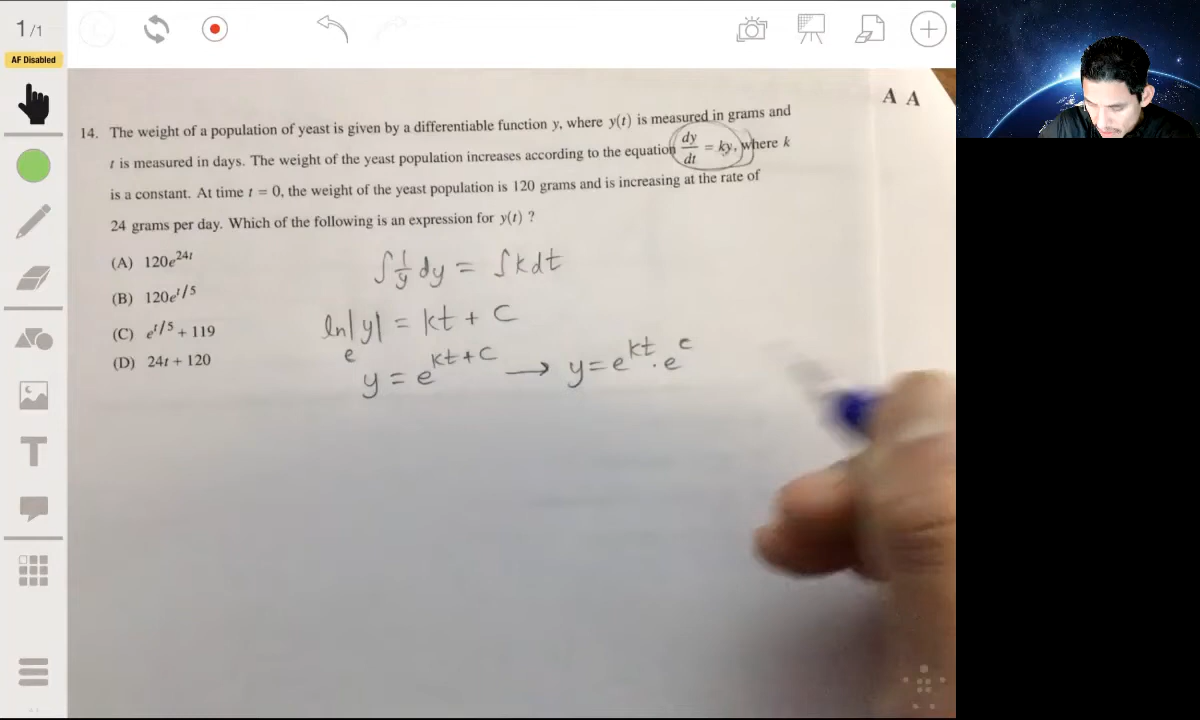 1/1
AF Disabled
A A
14. The weight of a population of yeast is given by a differentiable function y, where y(t) is measured in grams and
t is measured in days. The weight of the yeast population increases according to the equation dy/dt = ky, where k
is a constant. At time t = 0, the weight of the yeast population is 120 grams and is increasing at the rate of
24 grams per day. Which of the following is an expression for y(t) ?
(A) 120e^{24t}
(B) 120e^{t/5}
(C) e^{t/5} + 119
(D) 24t + 120
∫ 1/y dy = ∫ k dt
ln|y| = kt + C
e
y = e^{kt + C} → y = e^{kt} · e^{c}
T